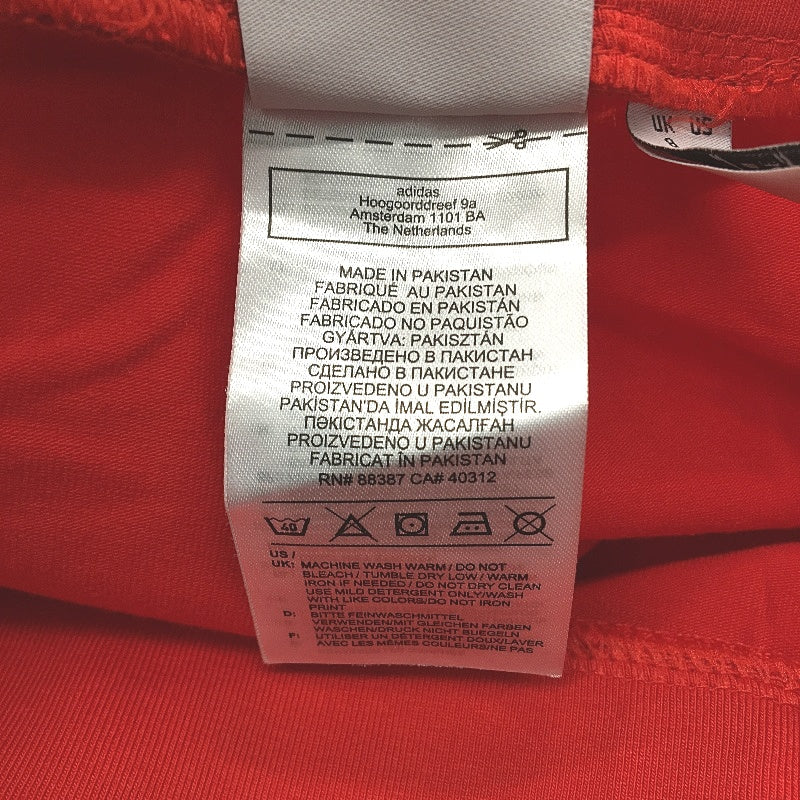 UK US
8
adidas
Hoogoorddreef 9a
Amsterdam 1101 BA
The Netherlands
MADE IN PAKISTAN
FABRIQUÉ AU PAKISTAN
FABRICADO EN PAKISTÁN
FABRICADO NO PAQUISTÃO
GYÁRTVA: PAKISZTÁN
ПРОИЗВЕДЕНО В ПАКИСТАН
СДЕЛАНО В ПАКИСТАНЕ
PROIZVEDENO U PAKISTANU
PAKİSTAN'DA İMAL EDİLMİŞTİR.
ПӘКІСТАНДА ЖАСАЛҒАН
PROIZVEDENO U PAKISTANU
FABRICAT ÎN PAKISTAN
RN# 88387 CA# 40312
40
US /
UK: MACHINE WASH WARM / DO NOT
BLEACH / TUMBLE DRY LOW / WARM
IRON IF NEEDED / DO NOT DRY CLEAN
USE MILD DETERGENT ONLY/WASH
WITH LIKE COLORS/DO NOT IRON
PRINT
D: BITTE FEINWASCHMITTEL
VERWENDEN/MIT GLEICHEN FARBEN
WASCHEN/DRUCK NICHT BUEGELN
F: UTILISER UN DÉTERGENT DOUX/LAVER
AVEC LES MÊMES COULEURS/NE PAS